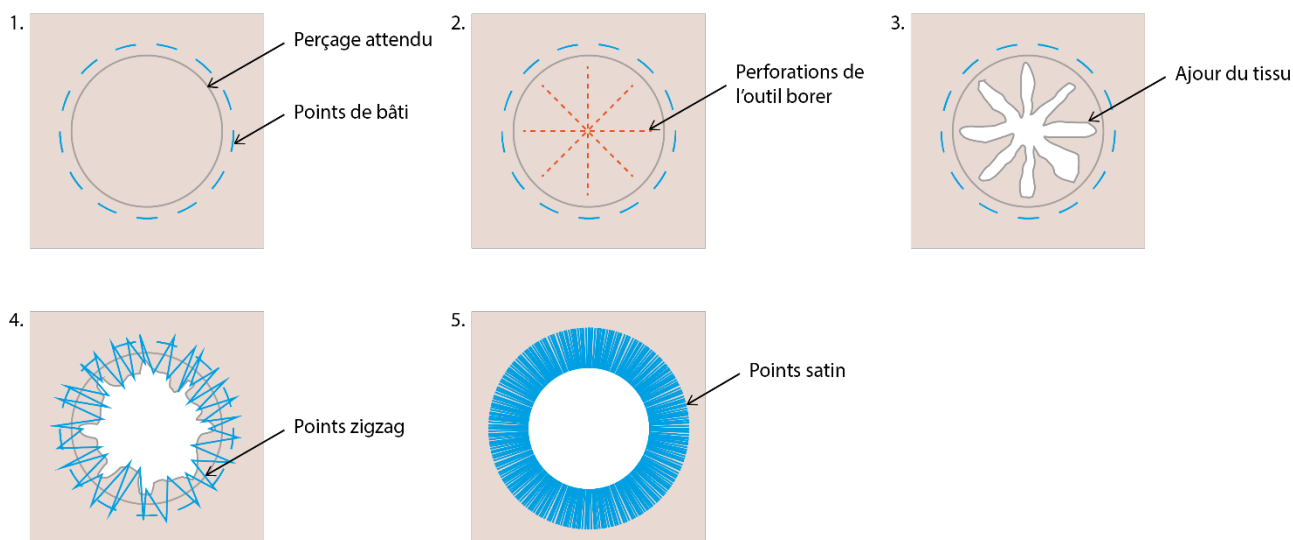 1.
Perçage attendu
Points de bâti
2.
Perforations de
l’outil borer
3.
Ajour du tissu
4.
Points zigzag
5.
Points satin